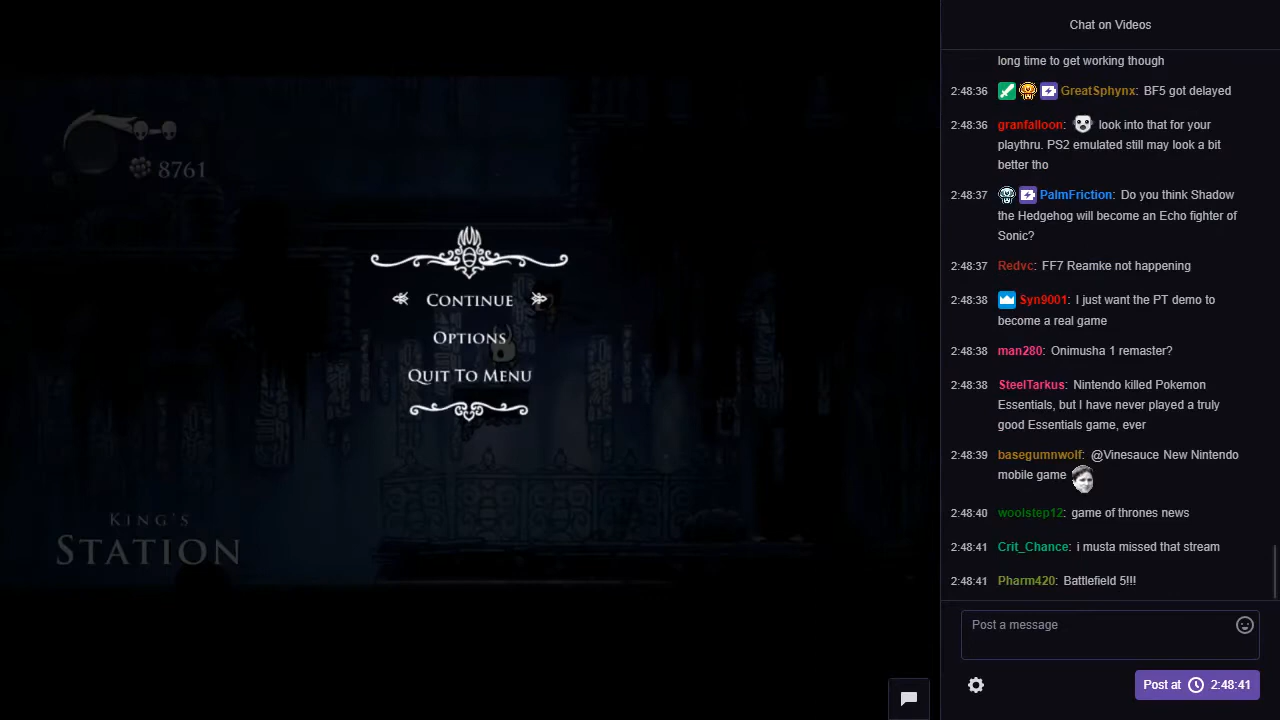 8761
CONTINUE
OPTIONS
QUIT TO MENU
KING'S
STATION
Chat on Videos
long time to get working though
2:48:36 GreatSphynx: BF5 got delayed
2:48:36 granfalloon: look into that for your
playthru. PS2 emulated still may look a bit
better tho
2:48:37 PalmFriction: Do you think Shadow
the Hedgehog will become an Echo fighter of
Sonic?
2:48:37 Redvc: FF7 Reamke not happening
2:48:38 Syn9001: I just want the PT demo to
become a real game
2:48:38 man280: Onimusha 1 remaster?
2:48:38 SteelTarkus: Nintendo killed Pokemon
Essentials, but I have never played a truly
good Essentials game, ever
2:48:39 basegumnwolf: @Vinesauce New Nintendo
mobile game
2:48:40 woolstep12: game of thrones news
2:48:41 Crit_Chance: i musta missed that stream
2:48:41 Pharm420: Battlefield 5!!!
Post a message
Post at 2:48:41